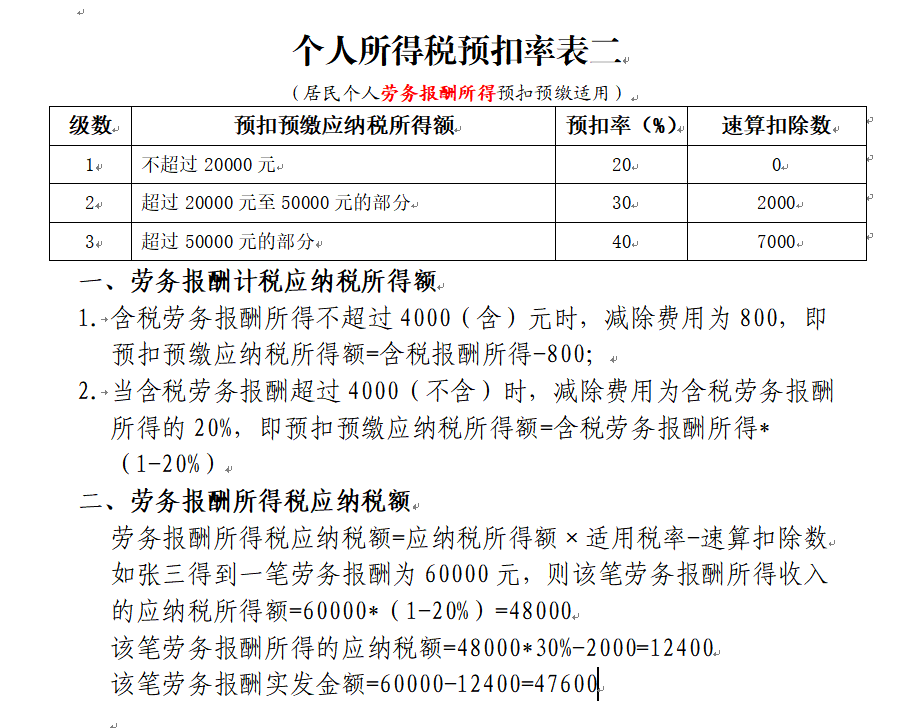 个人所得税预扣率表二
（居民个人劳务报酬所得预扣预缴适用）
级数 预扣预缴应纳税所得额 预扣率（%） 速算扣除数
1 不超过 20000 元 20 0
2 超过 20000 元至 50000 元的部分 30 2000
3 超过 50000 元的部分 40 7000
一、劳务报酬计税应纳税所得额
1. 含税劳务报酬所得不超过 4000（含）元时，减除费用为 800，即
预扣预缴应纳税所得额=含税报酬所得-800；
2. 当含税劳务报酬超过 4000（不含）时，减除费用为含税劳务报酬
所得的 20%，即预扣预缴应纳税所得额=含税劳务报酬所得*
（1-20%）
二、劳务报酬所得税应纳税额
劳务报酬所得税应纳税额=应纳税所得额×适用税率-速算扣除数
如张三得到一笔劳务报酬为 60000 元，则该笔劳务报酬所得收入
的应纳税所得额=60000*（1-20%）=48000
该笔劳务报酬所得的应纳税额=48000*30%-2000=12400
该笔劳务报酬实发金额=60000-12400=47600